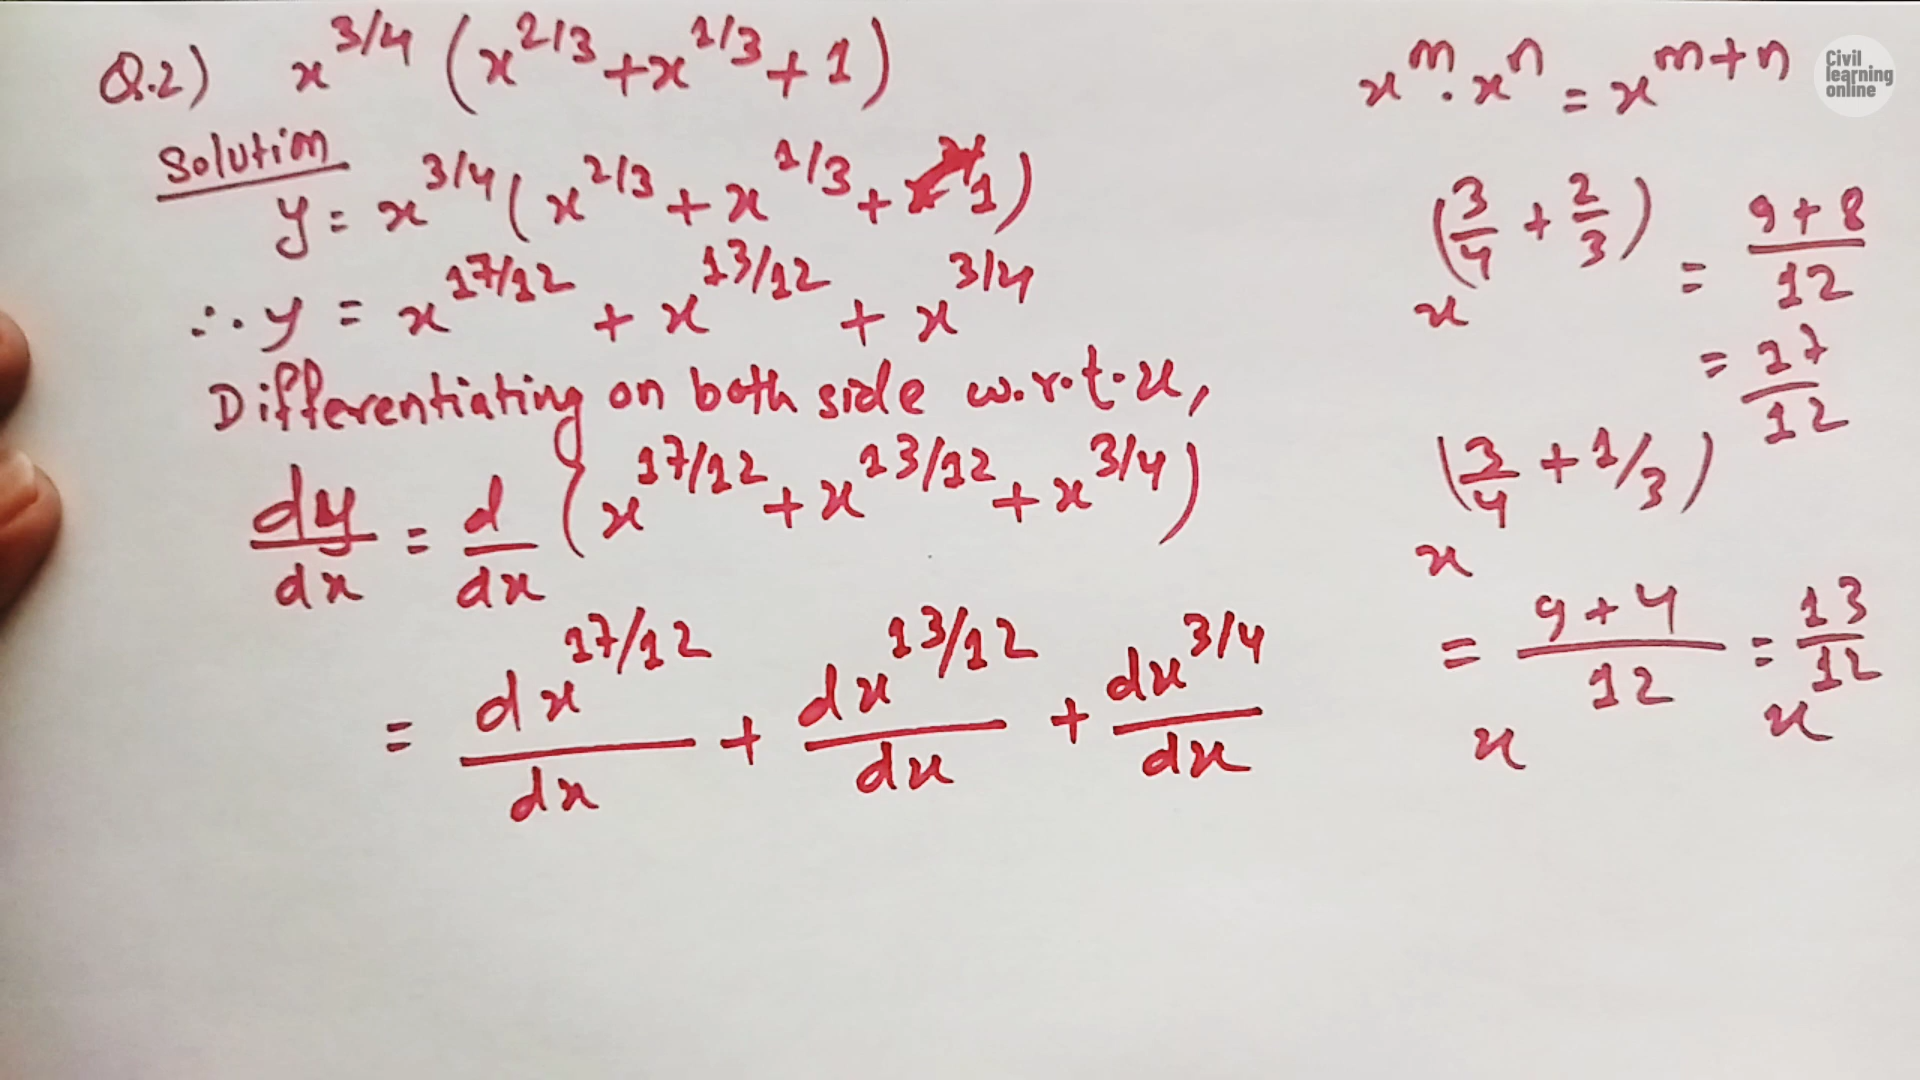 Q.2) x^3/4 (x^2/3 + x^1/3 + 1)
Solution
y = x^3/4 (x^2/3 + x^1/3 + 1)
∴ y = x^17/12 + x^13/12 + x^3/4
Differentiating on both side w.r.t. x,
dy/dx = d/dx (x^17/12 + x^13/12 + x^3/4)
= dx^17/12/dx + dx^13/12/dx + dx^3/4/dx
x^m . x^n = x^m+n
x^(3/4 + 2/3) = 9+8/12
= 17/12
x^(3/4 + 1/3)
= x^9+4/12 = x^13/12
Civil
learning
online